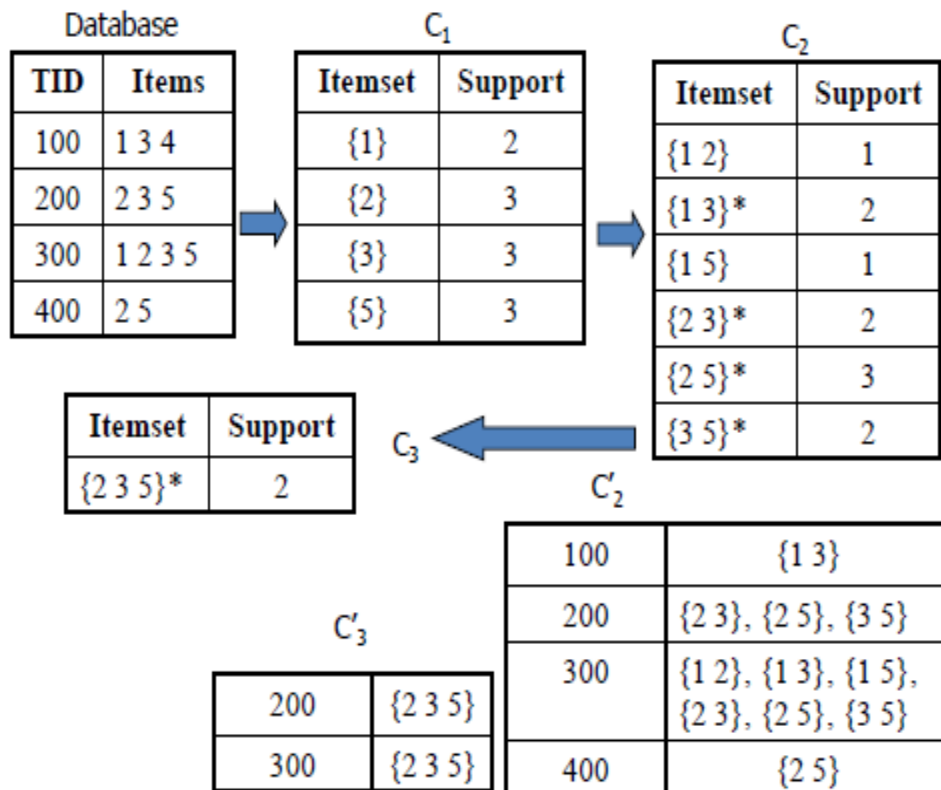 Database
TID Items
100 1 3 4
200 2 3 5
300 1 2 3 5
400 2 5
C1
Itemset Support
{1} 2
{2} 3
{3} 3
{5} 3
C2
Itemset Support
{1 2} 1
{1 3}* 2
{1 5} 1
{2 3}* 2
{2 5}* 3
{3 5}* 2
C3
Itemset Support
{2 3 5}* 2
C'2
100 {1 3}
200 {2 3}, {2 5}, {3 5}
300 {1 2}, {1 3}, {1 5},
{2 3}, {2 5}, {3 5}
400 {2 5}
C'3
200 {2 3 5}
300 {2 3 5}